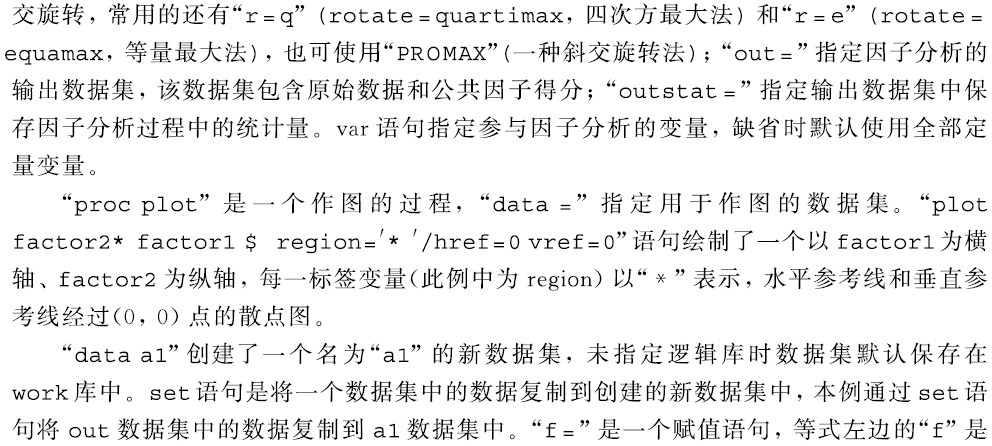 交旋转，常用的还有“r=q”（rotate=quartimax，四次方最大法）和“r=e”（rotate=
equamax，等量最大法），也可使用“PROMAX”（一种斜交旋转法）；“out=”指定因子分析的
输出数据集，该数据集包含原始数据和公共因子得分；“outstat=”指定输出数据集中保
存因子分析过程中的统计量。var 语句指定参与因子分析的变量，缺省时默认使用全部定
量变量。
“proc plot”是一个作图的过程，“data =”指定用于作图的数据集。“plot
factor2* factor1 $ region='* '/href=0 vref=0”语句绘制了一个以 factor1 为横
轴、factor2 为纵轴，每一标签变量（此例中为 region）以“*”表示，水平参考线和垂直参
考线经过(0，0) 点的散点图。
“data a1”创建了一个名为“a1”的新数据集，未指定逻辑库时数据集默认保存在
work 库中。set 语句是将一个数据集中的数据复制到创建的新数据集中，本例通过 set 语
句将 out 数据集中的数据复制到 a1 数据集中。“f=”是一个赋值语句，等式左边的“f”是